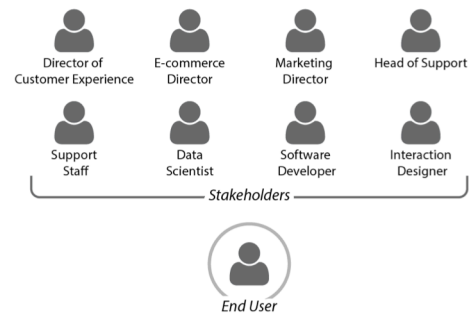 Director of
Customer Experience
E-commerce
Director
Marketing
Director
Head of Support
Support
Staff
Data
Scientist
Software
Developer
Interaction
Designer
Stakeholders
End User